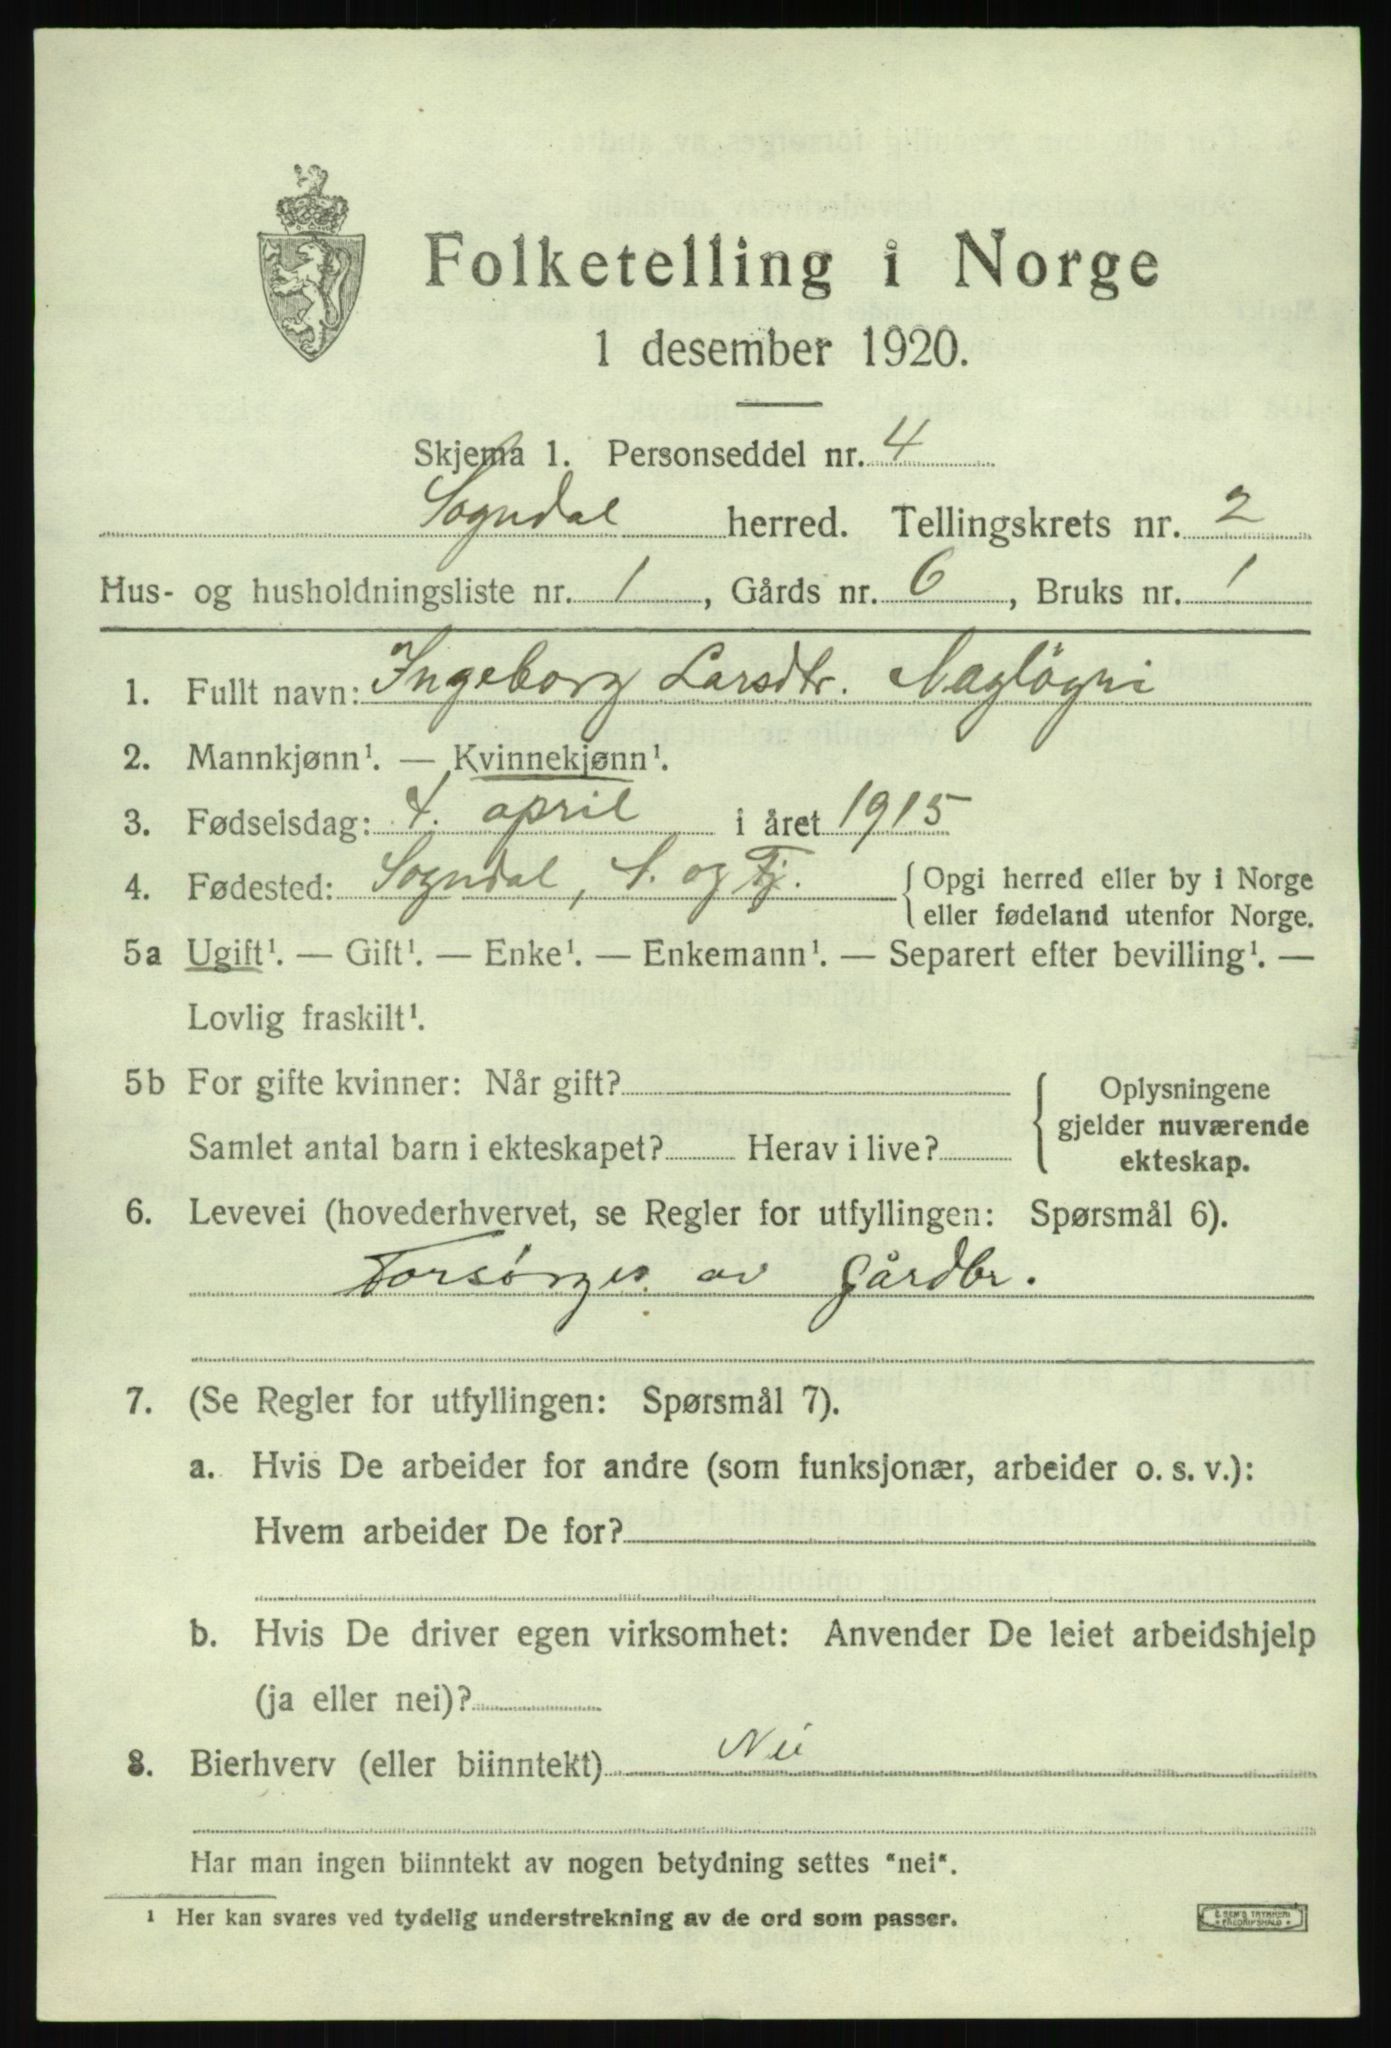 Folketelling i Norge
1 desember 1920.
Skjema 1. Personseddel nr. 4
Sogndal herred. Tellingskrets nr. 2
Hus- og husholdningsliste nr. 1, Gårds nr. 6, Bruks nr. 1
1. Fullt navn: Ingeborg Larsdtr. Nagløgri
2. Mannkjønn¹. — Kvinnekjønn¹.
3. Fødselsdag: 4. april i året 1915
4. Fødested: Sogndal, S. og Fj. {Opgi herred eller by i Norge
eller fødeland utenfor Norge.
5a Ugift¹. — Gift¹. — Enke¹. — Enkemann¹. — Separert efter bevilling¹. —
Lovlig fraskilt¹.
5b For gifte kvinner: Når gift? { Oplysningene
gjelder nuværende
Samlet antal barn i ekteskapet? Herav i live?
ekteskap.
6. Levevei (hovederhvervet, se Regler for utfyllingen: Spørsmål 6).
Forsørges av gårdbr.
7. (Se Regler for utfyllingen: Spørsmål 7).
a. Hvis De arbeider for andre (som funksjonær, arbeider o. s. v.):
Hvem arbeider De for?
b. Hvis De driver egen virksomhet: Anvender De leiet arbeidshjelp
(ja eller nei)?
8. Bierhverv (eller biinntekt) Nei
Har man ingen biinntekt av nogen betydning settes "nei".
¹ Her kan svares ved tydelig understrekning av de ord som passer.